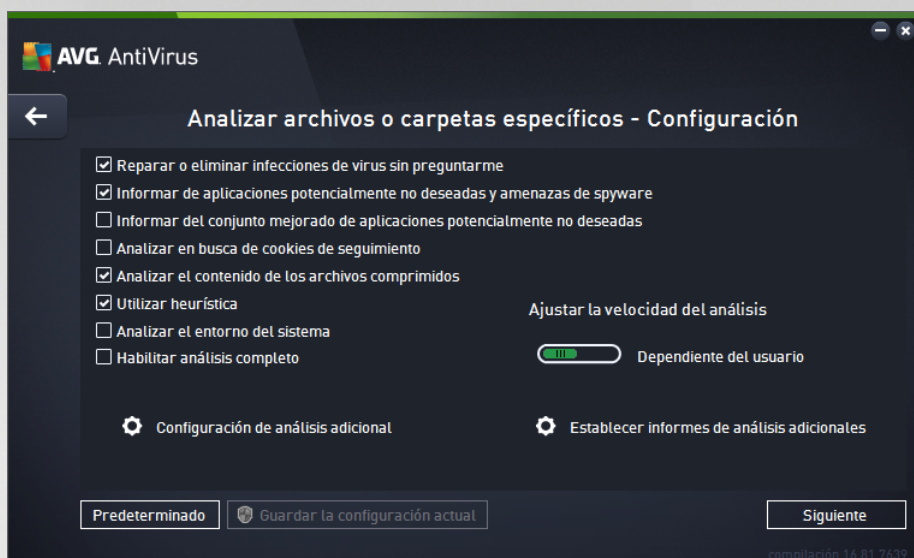 AVG. AntiVirus
Analizar archivos o carpetas específicos - Configuración
Reparar o eliminar infecciones de virus sin preguntarme
Informar de aplicaciones potencialmente no deseadas y amenazas de spyware
Informar del conjunto mejorado de aplicaciones potencialmente no deseadas
Analizar en busca de cookies de seguimiento
Analizar el contenido de los archivos comprimidos
Utilizar heurística
Analizar el entorno del sistema
Habilitar análisis completo
Ajustar la velocidad del análisis
Dependiente del usuario
Configuración de análisis adicional
Establecer informes de análisis adicionales
Predeterminado
Guardar la configuración actual
Siguiente
compilación 16.81.7639